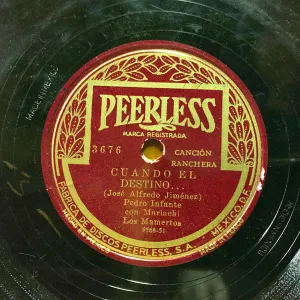 PEERLESS
MARCA REGISTRADA
3676
CANCIÓN
RANCHERA
CUANDO EL
DESTINO...
(José Alfredo Jiménez)
Pedro Infante
con Mariachi
Los Mamertos
FABRICA DE DISCOS PEERLESS, S.A.
MEXICO, D.F.